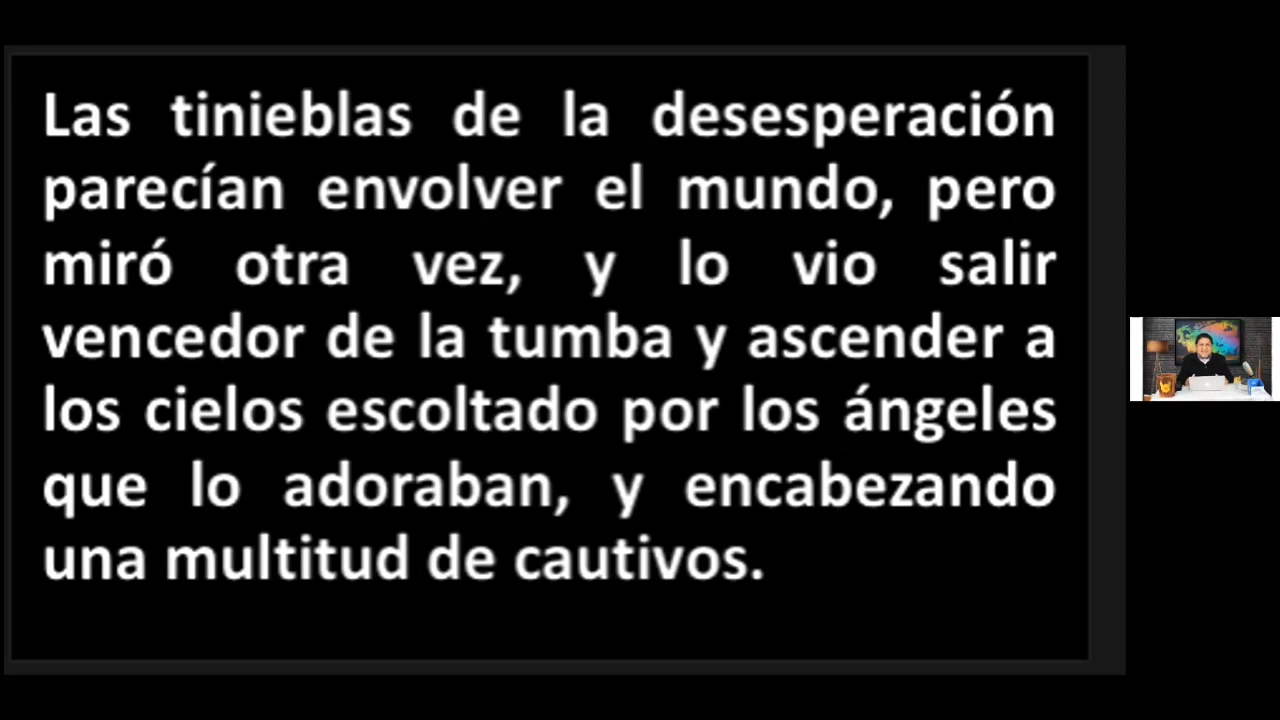 Las tinieblas de la desesperación
parecían envolver el mundo, pero
miró otra vez, y lo vio salir
vencedor de la tumba y ascender a
los cielos escoltado por los ángeles
que lo adoraban, y encabezando
una multitud de cautivos.